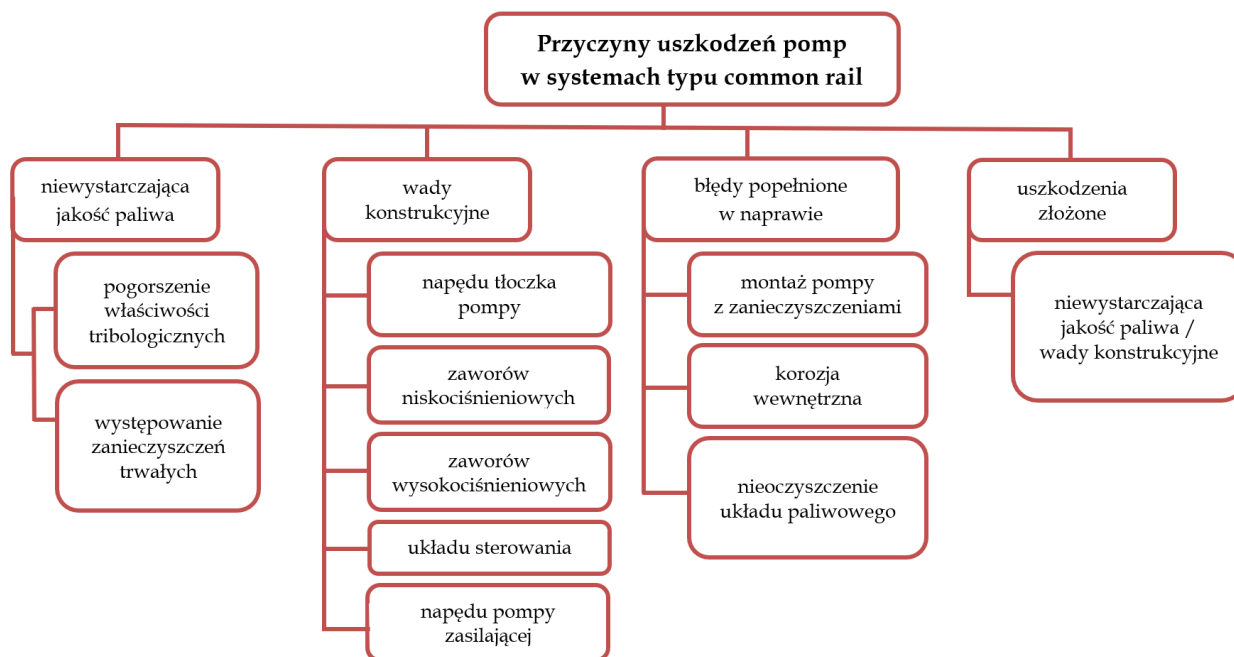 Przyczyny uszkodzeń pomp
w systemach typu common rail
niewystarczająca
jakość paliwa
pogorszenie
właściwości
tribologicznych
występowanie
zanieczyszczeń
trwałych
wady
konstrukcyjne
napędu tłoczka
pompy
zaworów
niskociśnieniowych
zaworów
wysokociśnieniowych
układu sterowania
napędu pompy
zasilającej
błędy popełnione
w naprawie
montaż pompy
z zanieczyszczeniami
korozja
wewnętrzna
nieoczyszczenie
układu paliwowego
uszkodzenia
złożone
niewystarczająca
jakość paliwa /
wady konstrukcyjne